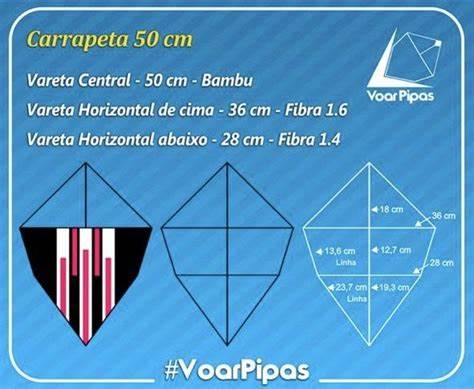 Carrapeta 50 cm
VoarPipas
Vareta Central - 50 cm - Bambu
Vareta Horizontal de cima - 36 cm - Fibra 1.6
Vareta Horizontal abaixo - 28 cm - Fibra 1.4
18 cm
36 cm
13,6 cm
Linha
12,7 cm
28 cm
23,7 cm
Linha
19,3 cm
#VoarPipas